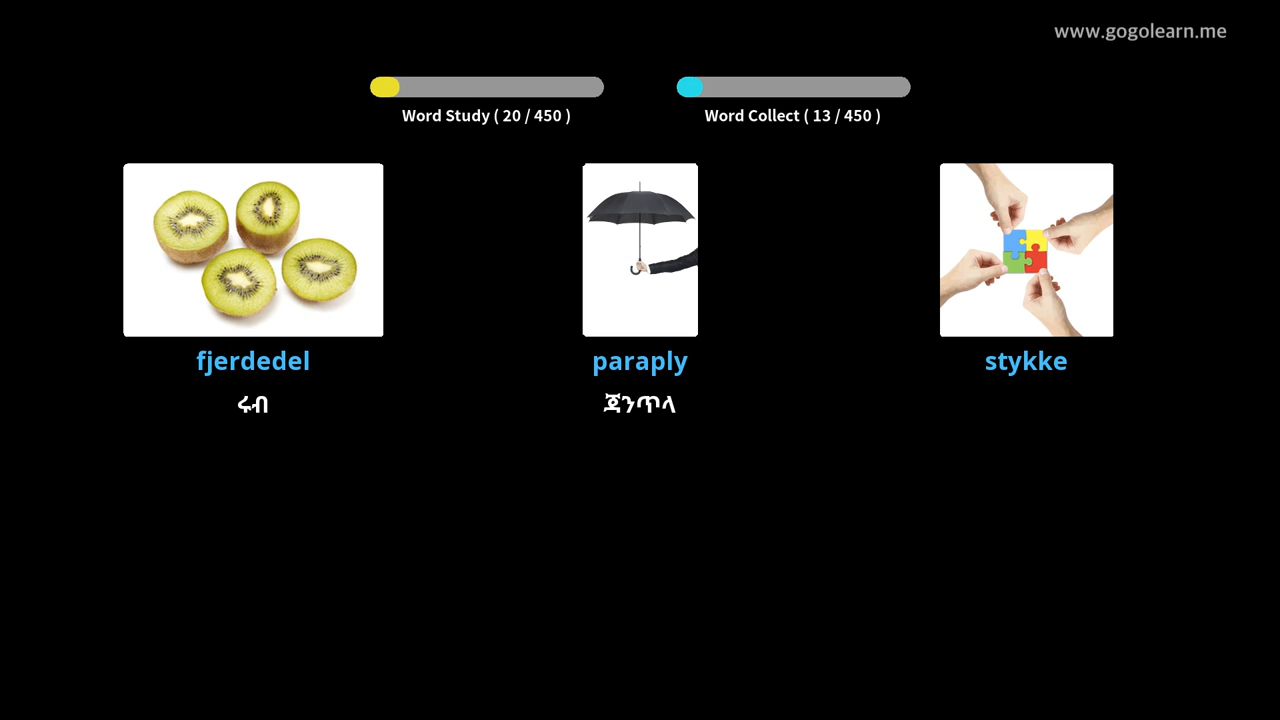 www.gogolearn.me
Word Study ( 20 / 450 )
Word Collect ( 13 / 450 )
fjerdedel
paraply
stykke
ሩብ
ጃንጥላ